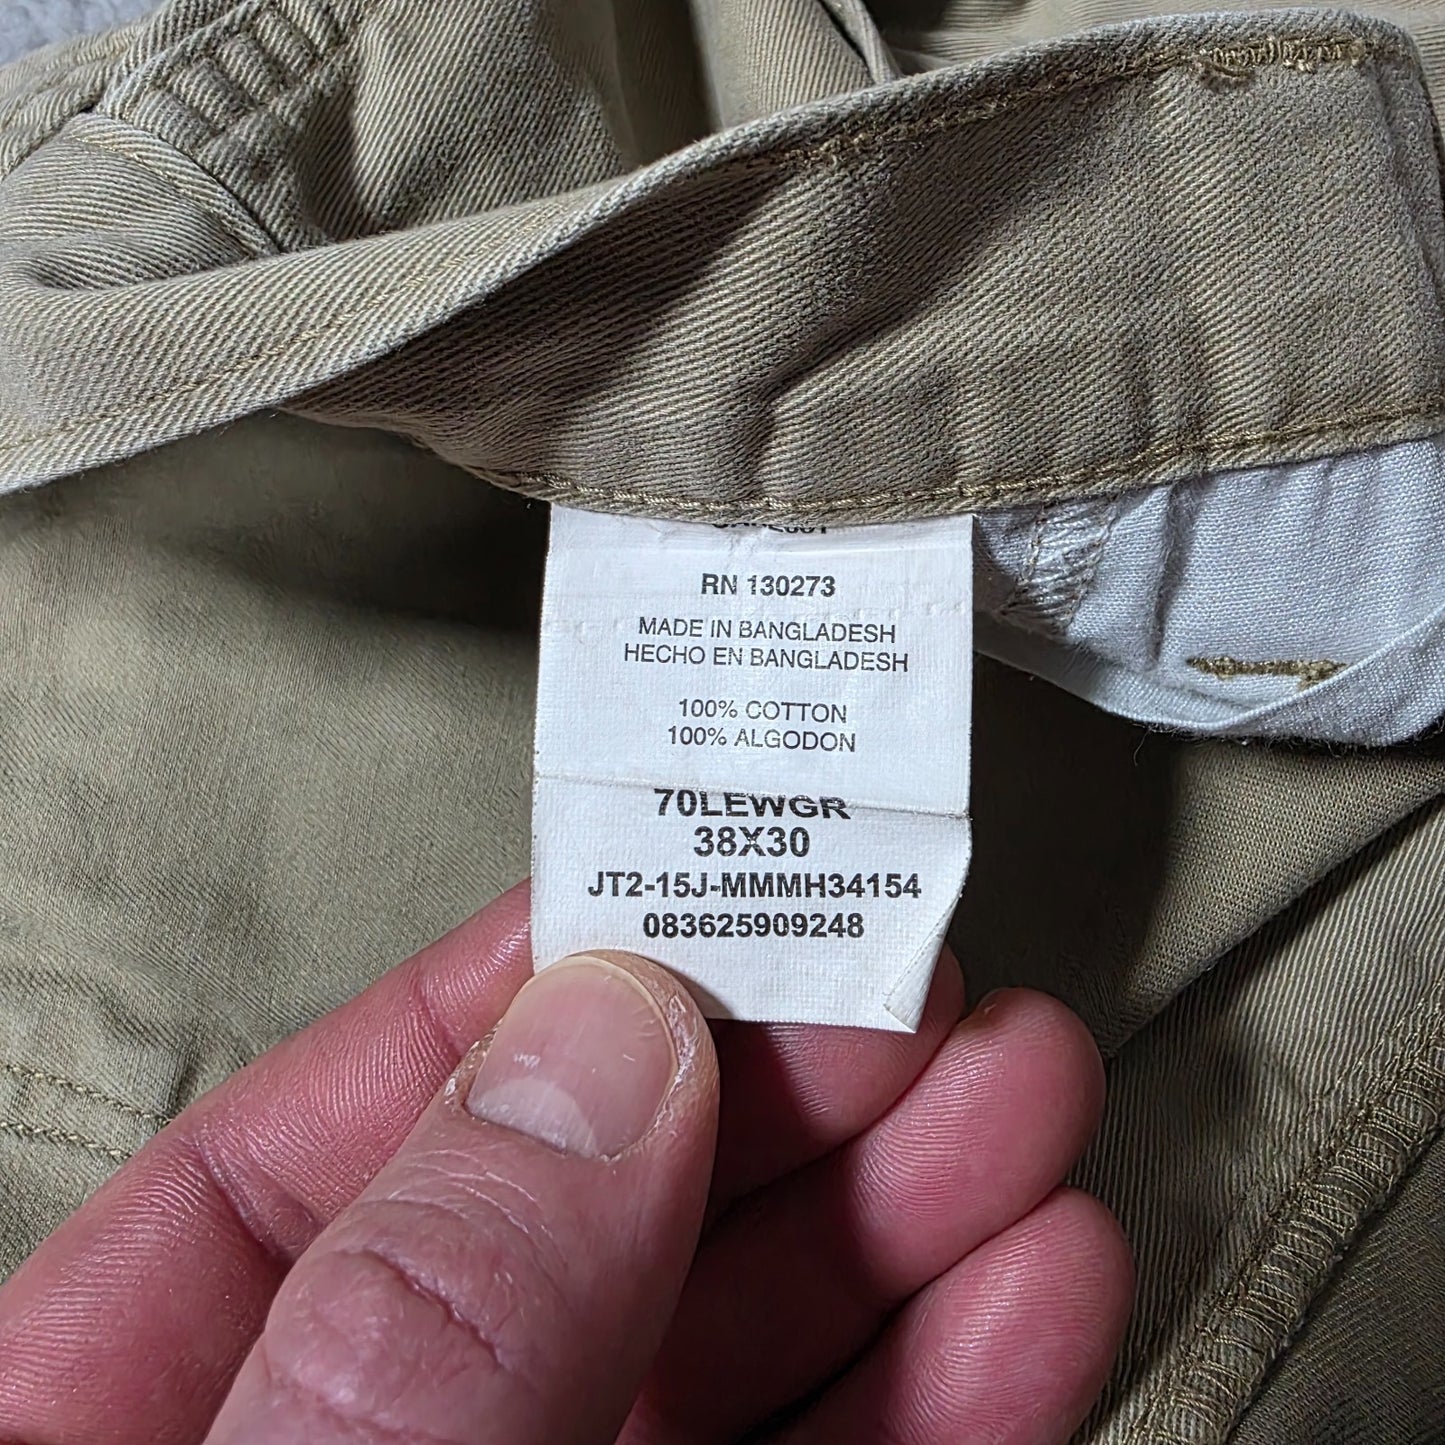 RN 130273
MADE IN BANGLADESH
HECHO EN BANGLADESH
100% COTTON
100% ALGODON
70LEWGR
38X30
JT2-15J-MMMH34154
083625909248